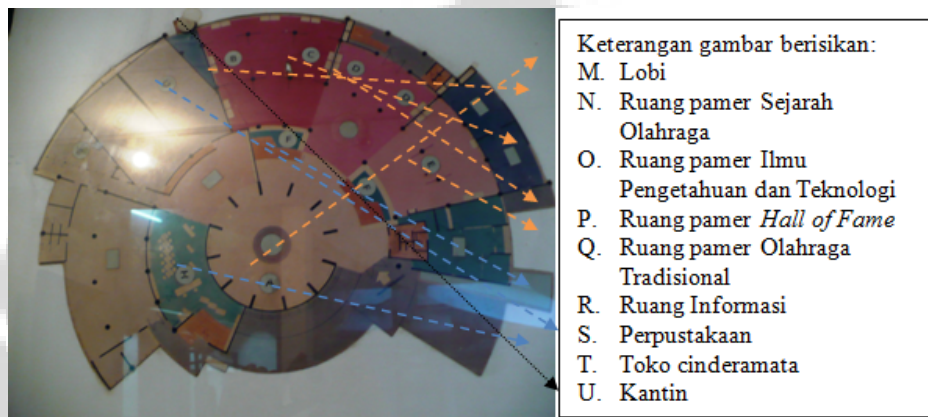 Keterangan gambar berisikan:
M. Lobi
N. Ruang pamer Sejarah
Olahraga
O. Ruang pamer Ilmu
Pengetahuan dan Teknologi
P. Ruang pamer Hall of Fame
Q. Ruang pamer Olahraga
Tradisional
R. Ruang Informasi
S. Perpustakaan
T. Toko cinderamata
U. Kantin
B
C
D
F
H